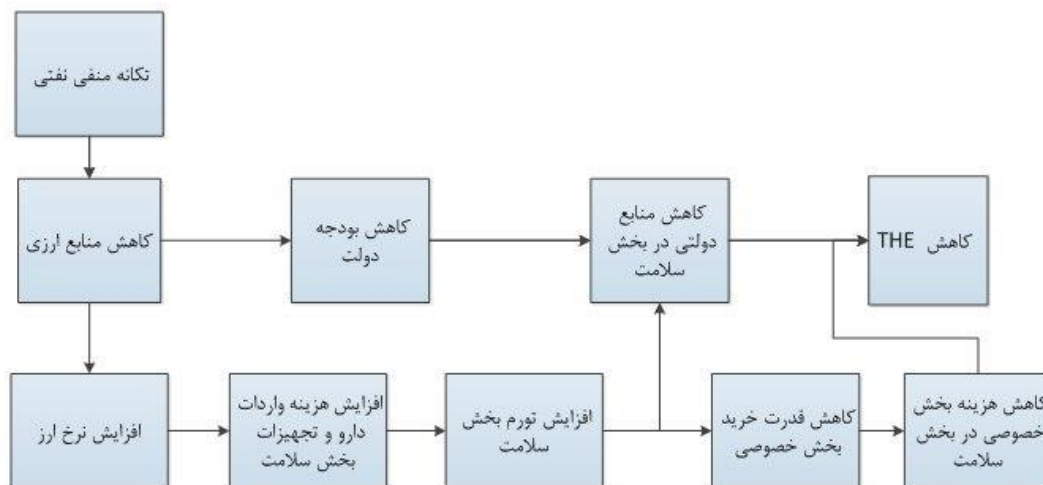 تکانه منفی نفتی
کاهش منابع ارزی
کاهش بودجه
دولت
کاهش منابع
دولتی در بخش
سلامت
کاهش THE
افزایش نرخ ارز
افزایش هزینه واردات
دارو و تجهیزات
بخش سلامت
افزایش تورم بخش
سلامت
کاهش قدرت خرید
بخش خصوصی
کاهش هزینه بخش
خصوصی در بخش
سلامت